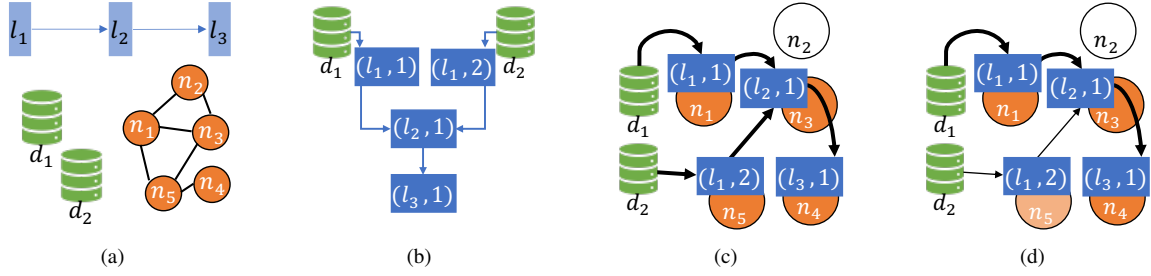 l₁ l₂ l₃
n₂
n₁ n₃
d₁
n₅ n₄
d₂
(a)
d₁ (l₁, 1) (l₁, 2) d₂
(l₂, 1)
(l₃, 1)
(b)
n₂
(l₁, 1)
(l₂, 1)
d₁ n₁ n₃
(l₁, 2) (l₃, 1)
d₂ n₅ n₄
(c)
n₂
(l₁, 1)
(l₂, 1)
d₁ n₁ n₃
(l₁, 2) (l₃, 1)
d₂ n₅ n₄
(d)